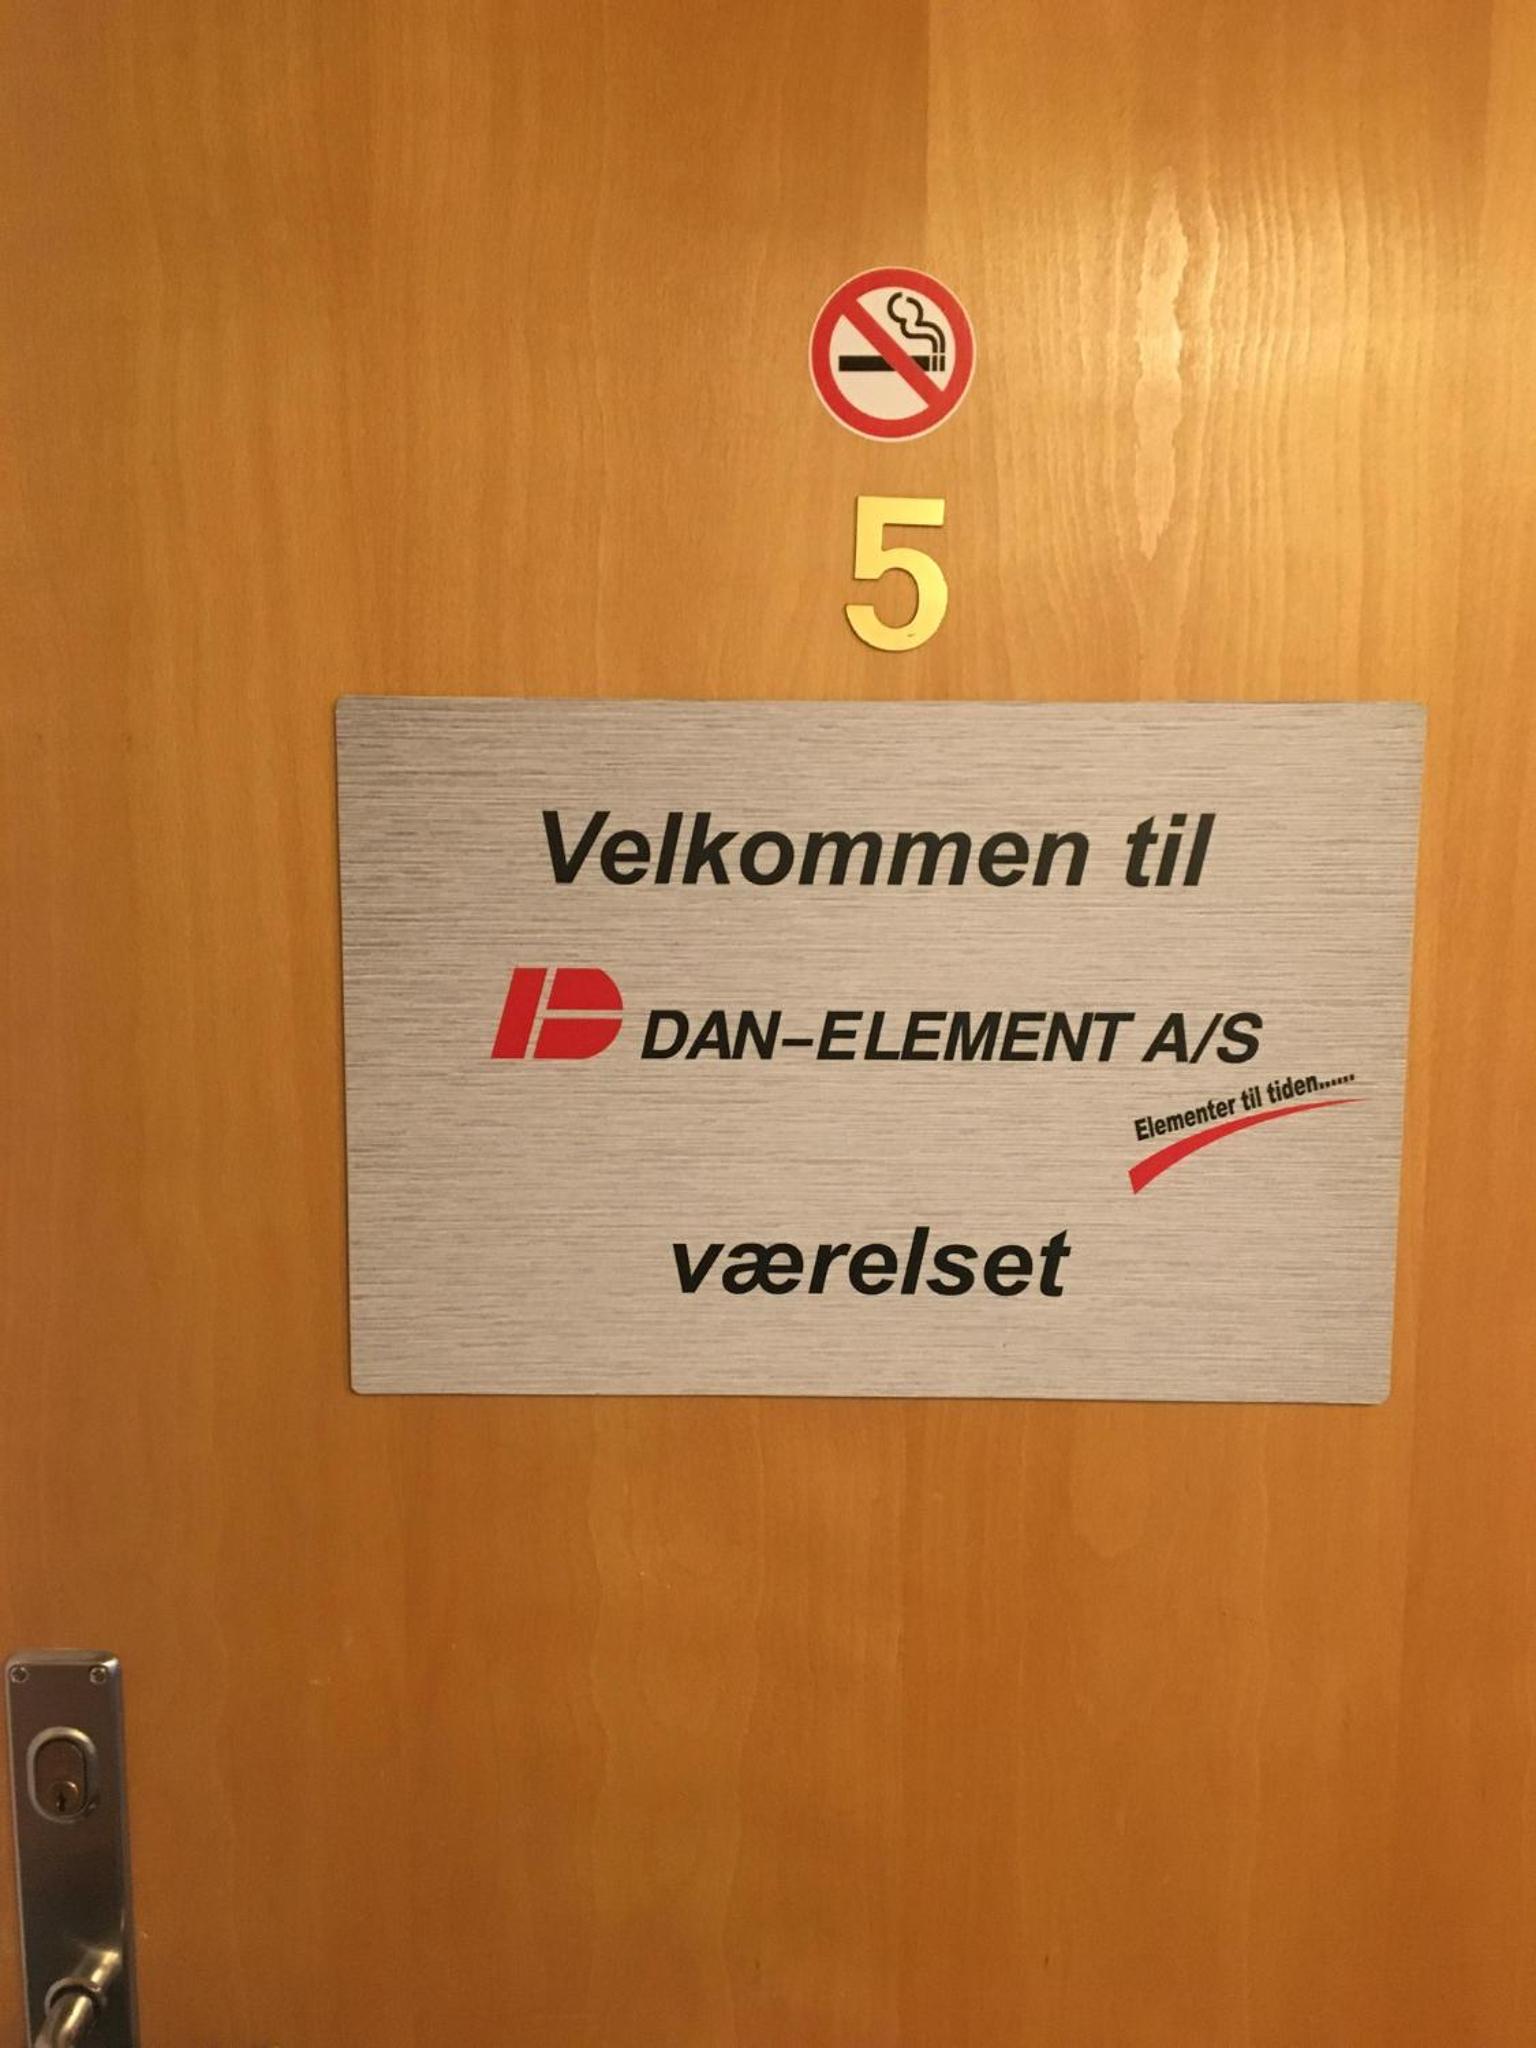 5
Velkommen til
DAN-ELEMENT A/S
Elementer til tiden......
værelset